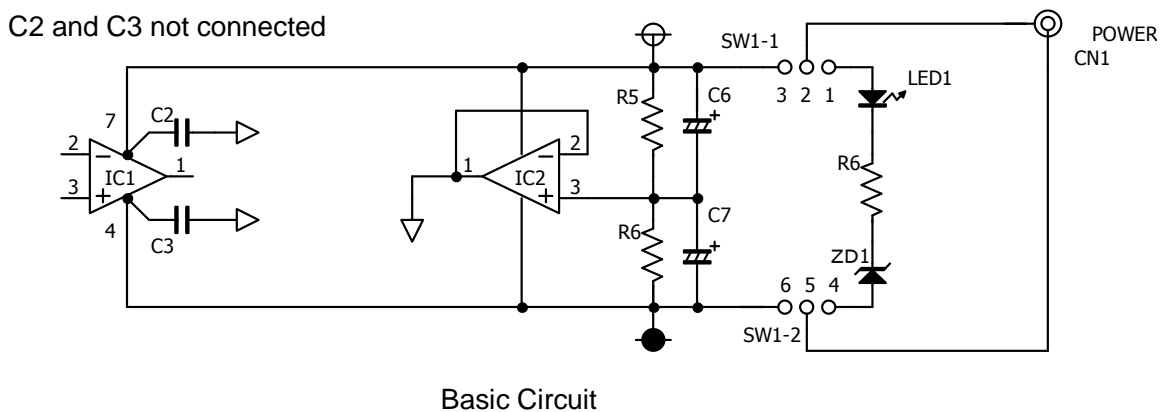 C2 and C3 not connected
SW1-1
POWER
CN1
3 2 1
LED1
R5
C6
+
7
C2
2
1
IC1
3
4
C3
2
1
IC2
3
R6
C7
+
R6
ZD1
6 5 4
SW1-2
Basic Circuit